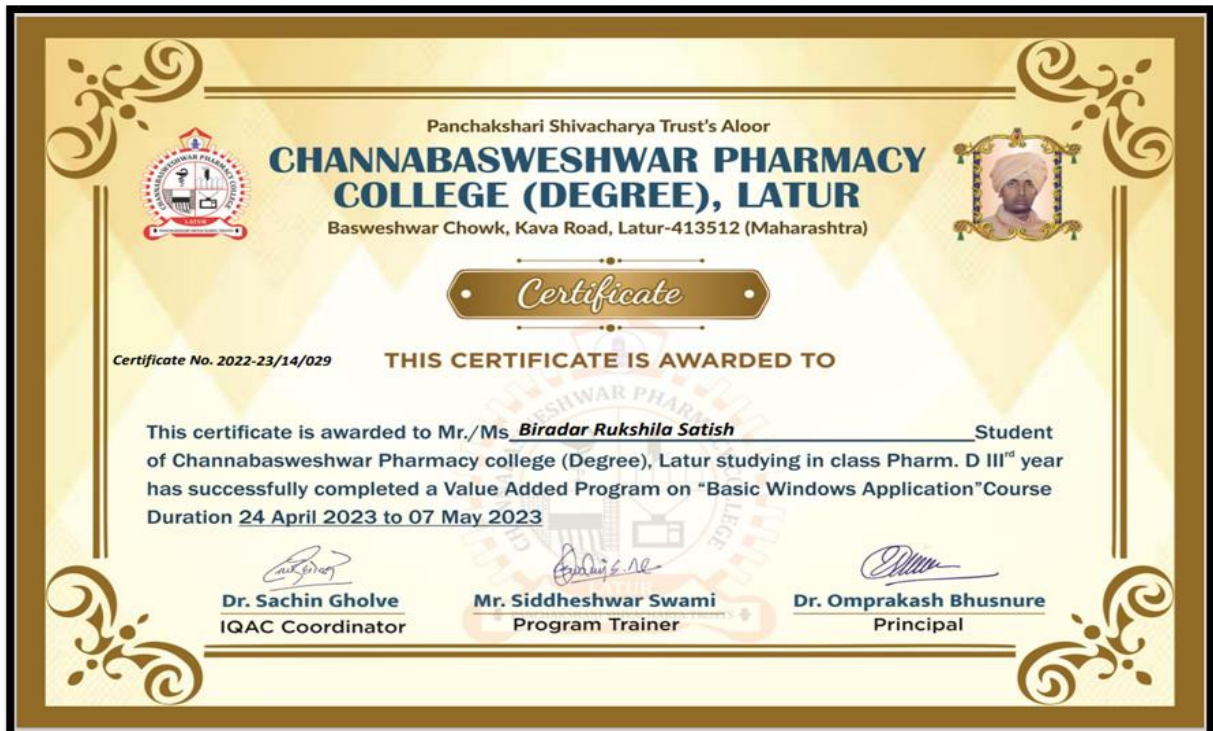 Panchakshari Shivacharya Trust's Aloor
CHANNABASWESHWAR PHARMACY
COLLEGE (DEGREE), LATUR
Basweshwar Chowk, Kava Road, Latur-413512 (Maharashtra)
Certificate
Certificate No. 2022-23/14/029
THIS CERTIFICATE IS AWARDED TO
This certificate is awarded to Mr./Ms Biradar Rukshila Satish Student
of Channabasweshwar Pharmacy college (Degree), Latur studying in class Pharm. D IIIrd year
has successfully completed a Value Added Program on “Basic Windows Application”Course
Duration 24 April 2023 to 07 May 2023
Dr. Sachin Gholve
IQAC Coordinator
Mr. Siddheshwar Swami
Program Trainer
Dr. Omprakash Bhusnure
Principal